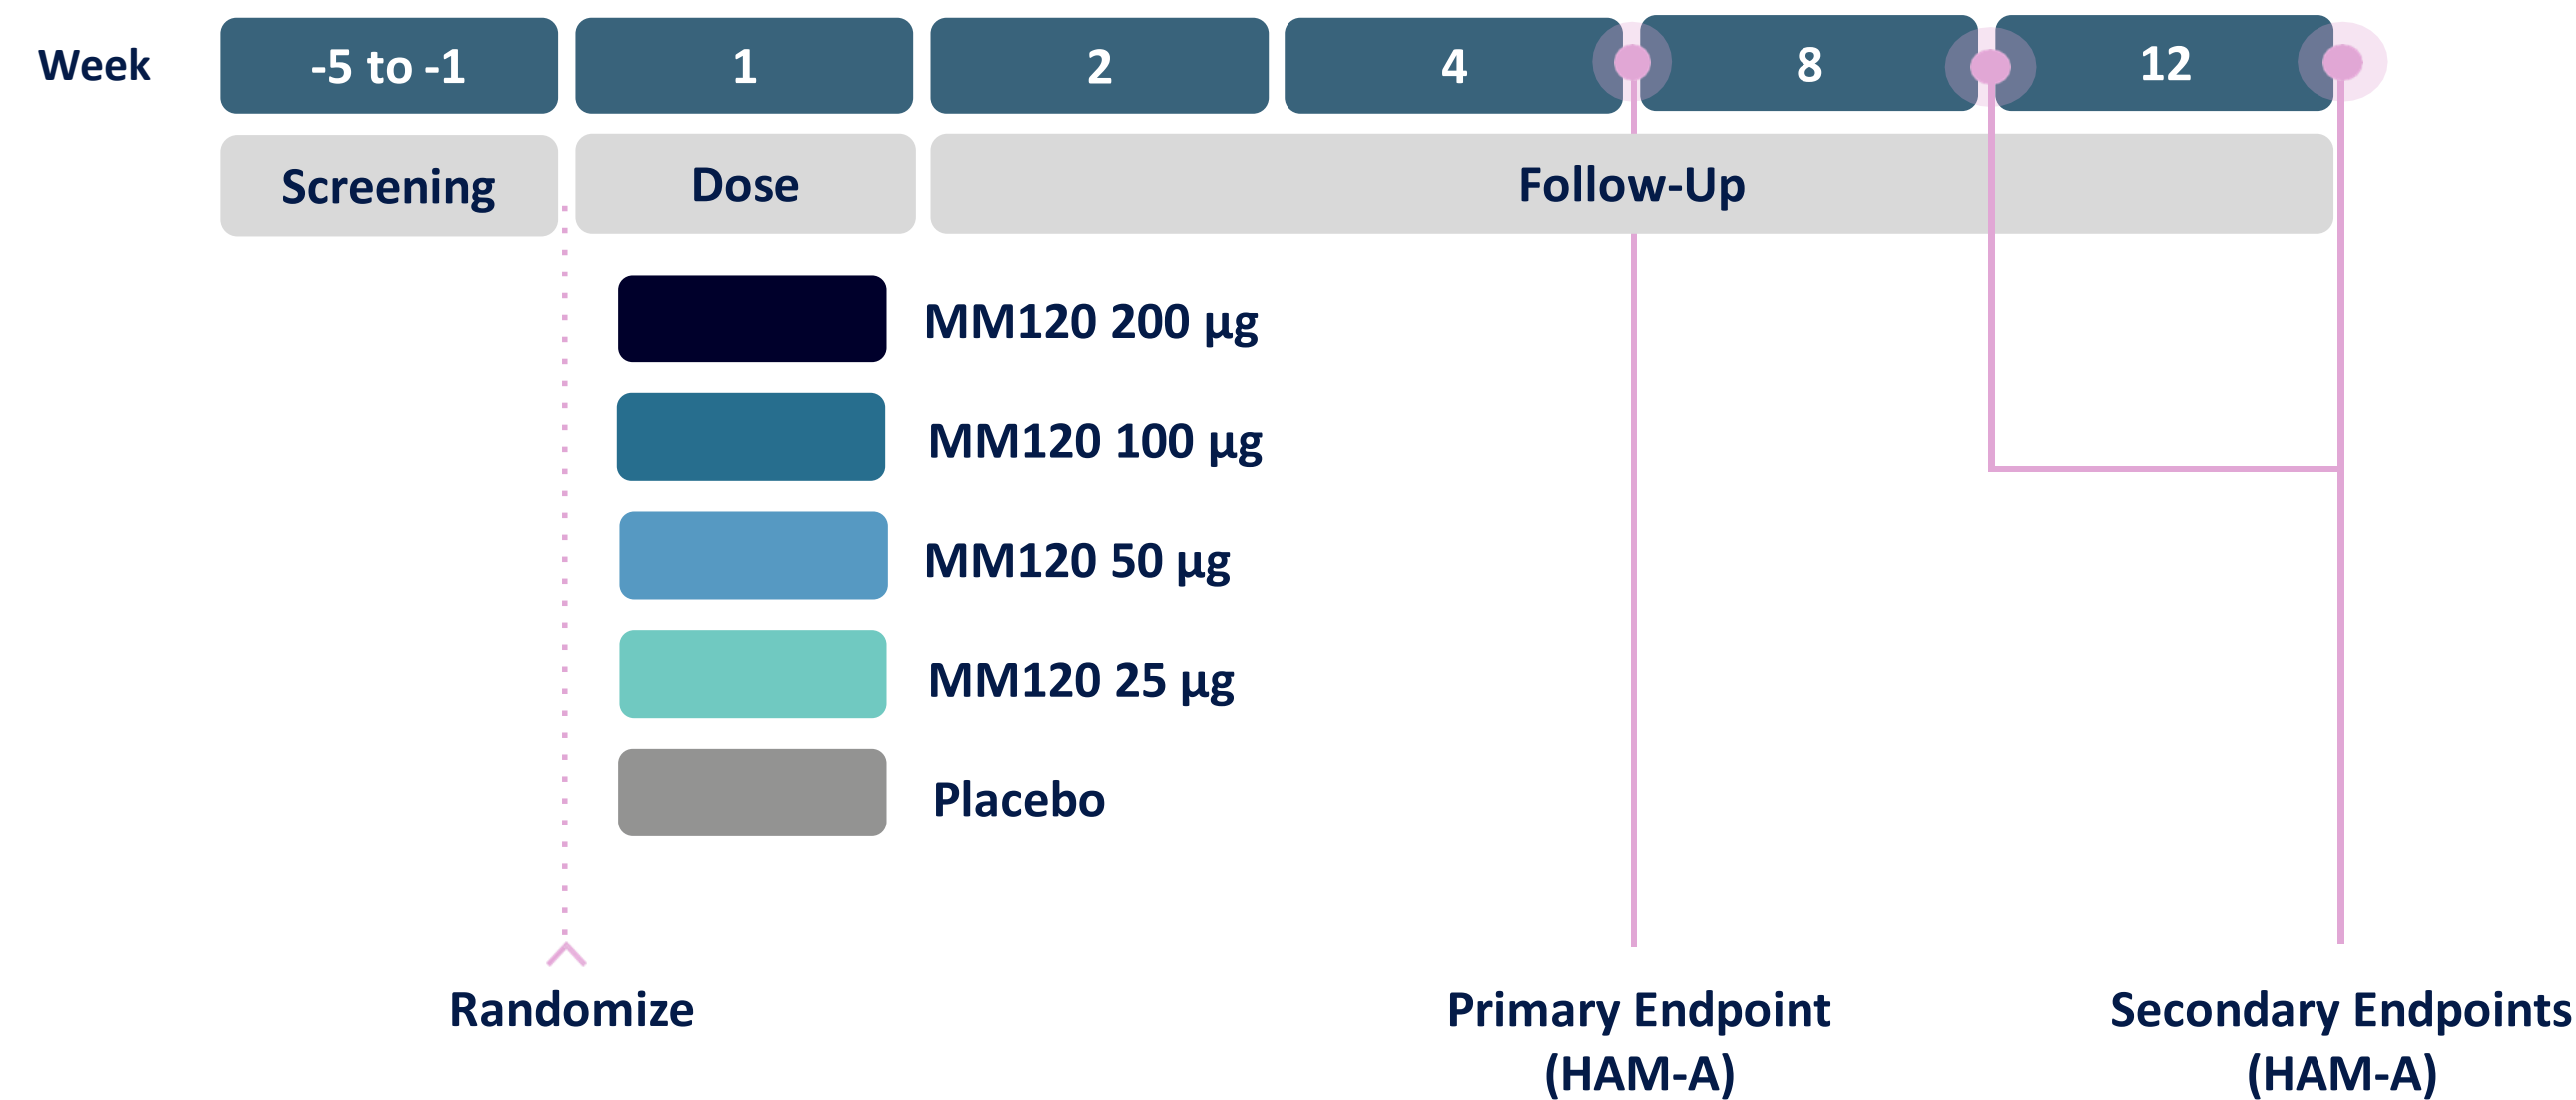 Week
-5 to -1
1
2
4
8
12
Screening
Dose
Follow-Up
MM120 200 µg
MM120 100 µg
MM120 50 µg
MM120 25 µg
Placebo
Randomize
Primary Endpoint
(HAM-A)
Secondary Endpoints
(HAM-A)